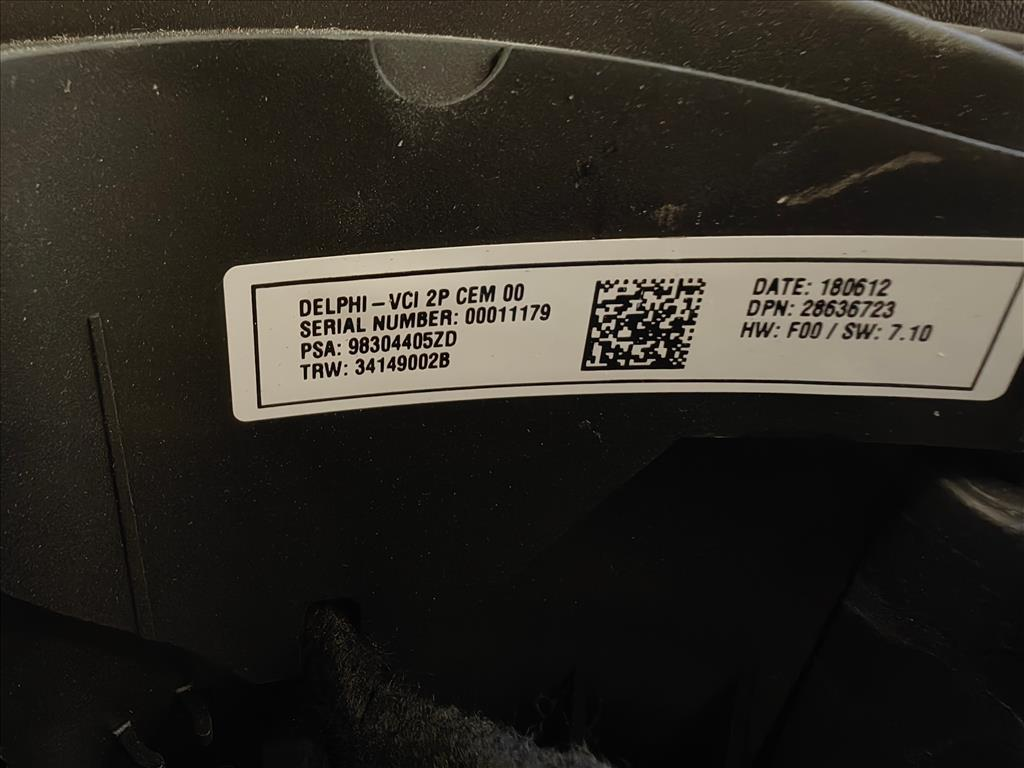 DELPHI – VCI 2P CEM 00
SERIAL NUMBER: 00011179
PSA: 98304405ZD
TRW: 34149002B
DATE: 180612
DPN: 28636723
HW: F00 / SW: 7.10